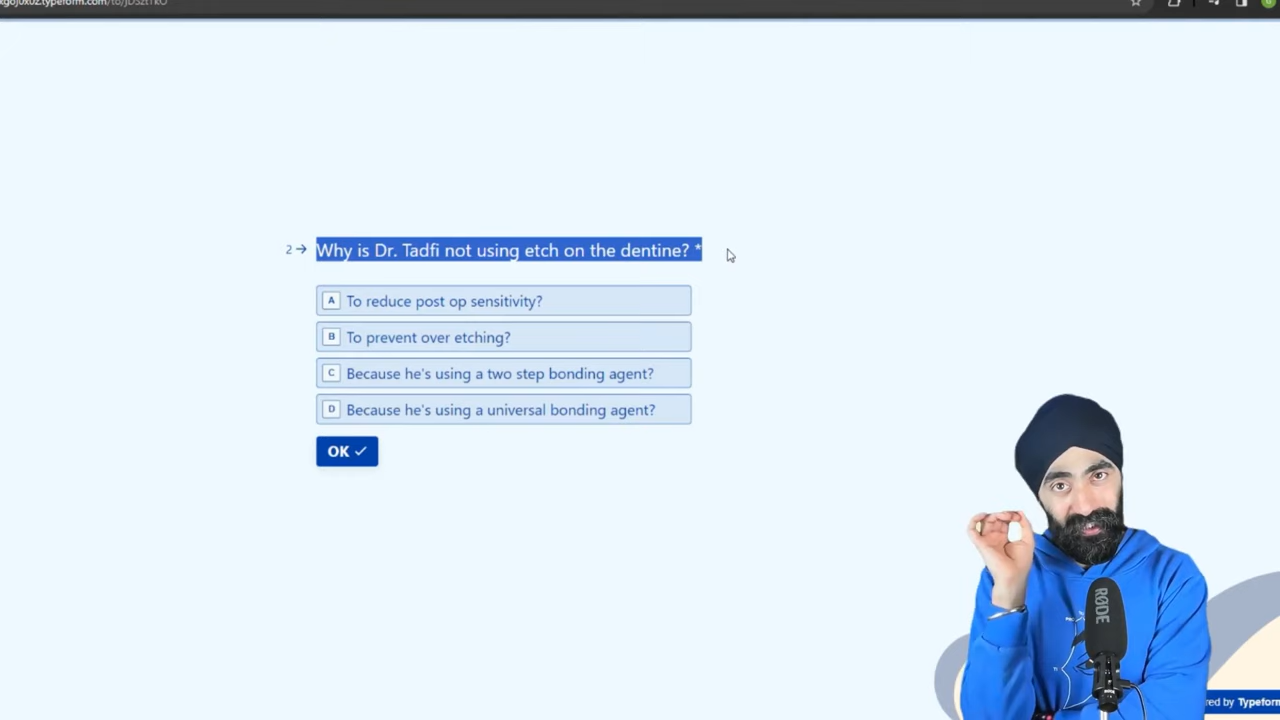 2 → Why is Dr. Tadfi not using etch on the dentine? *
A To reduce post op sensitivity?
B To prevent over etching?
C Because he's using a two step bonding agent?
D Because he's using a universal bonding agent?
OK ✓
RØDE
red by Typeform